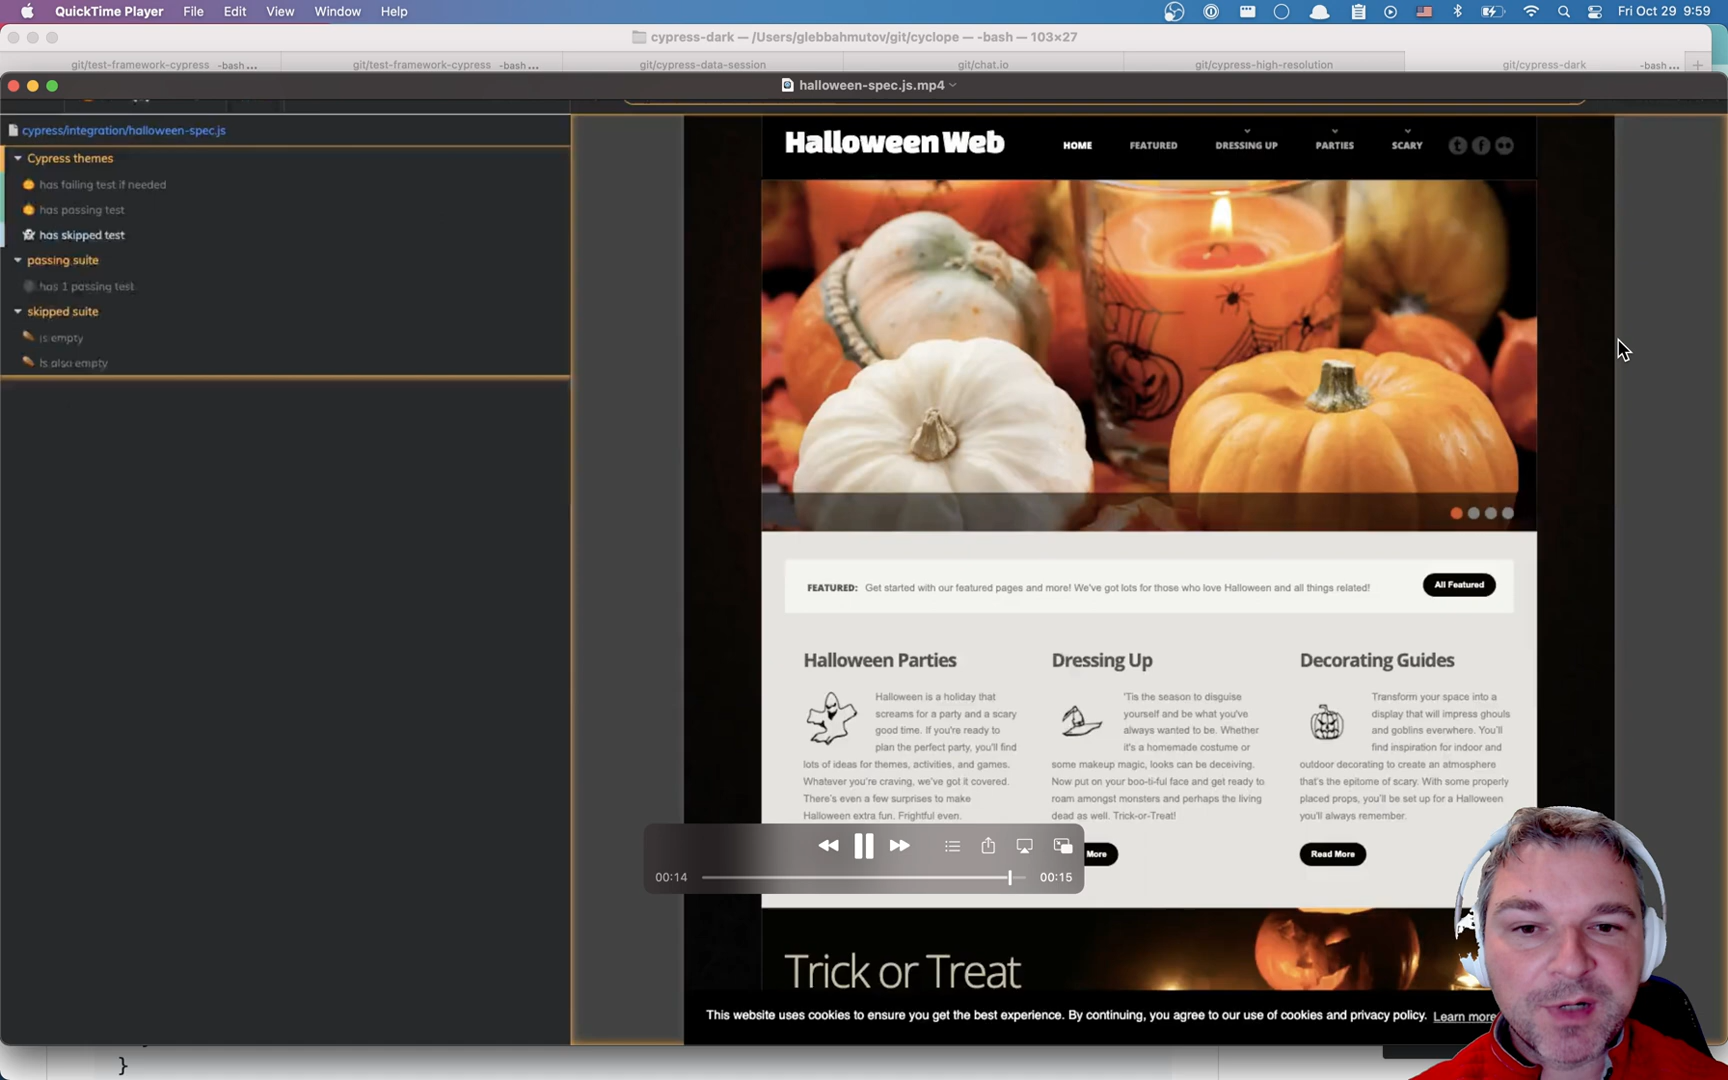 QuickTime Player File Edit View Window Help Fri Oct 29 9:59
cypress-dark — /Users/glebbahmutov/git/cyclope — -bash — 103×27
git/test-framework-cypress -bash... git/test-framework-cypress -bash... git/cypress-data-session git/chat.io git/cypress-high-resolution git/cypress-dark -bash...
halloween-spec.js.mp4
cypress/integration/halloween-spec.js
Cypress themes
has failing test if needed
has passing test
has skipped test
passing suite
has 1 passing test
skipped suite
is empty
is also empty
Halloween Web
HOME FEATURED DRESSING UP PARTIES SCARY
FEATURED: Get started with our featured pages and more! We've got lots for those who love Halloween and all things related! All Featured
Halloween Parties
Halloween is a holiday that
screams for a party and a scary
good time. If you're ready to
plan the perfect party, you'll find
lots of ideas for themes, activities, and games.
Whatever you're craving, we've got it covered.
There's even a few surprises to make
Halloween extra fun. Frightful even.
Dressing Up
'Tis the season to disguise
yourself and be what you've
always wanted to be. Whether
it's a homemade costume or
some makeup magic, looks can be deceiving.
Now put on your boo-ti-ful face and get ready to
roam amongst monsters and perhaps the living
dead as well. Trick-or-Treat!
More
Decorating Guides
Transform your space into a
display that will impress ghouls
and goblins everywhere. You'll
find inspiration for indoor and
outdoor decorating to create an atmosphere
that's the epitome of scary. With some properly
placed props, you'll be set up for a Halloween
you'll always remember.
Read More
00:14 00:15
Trick or Treat
This website uses cookies to ensure you get the best experience. By continuing, you agree to our use of cookies and privacy policy. Learn more
}